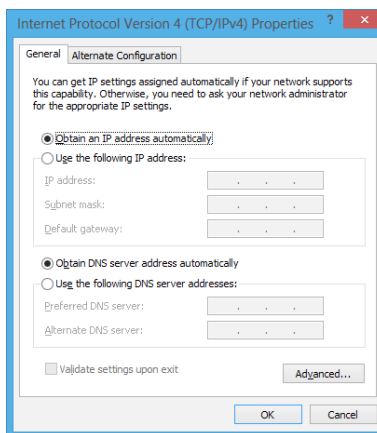 Internet Protocol Version 4 (TCP/IPv4) Properties ? ×
General Alternate Configuration
You can get IP settings assigned automatically if your network supports
this capability. Otherwise, you need to ask your network administrator
for the appropriate IP settings.
Obtain an IP address automatically
Use the following IP address:
IP address: . . .
Subnet mask: . . .
Default gateway: . . .
Obtain DNS server address automatically
Use the following DNS server addresses:
Preferred DNS server: . . .
Alternate DNS server: . . .
Validate settings upon exit
Advanced...
OK Cancel